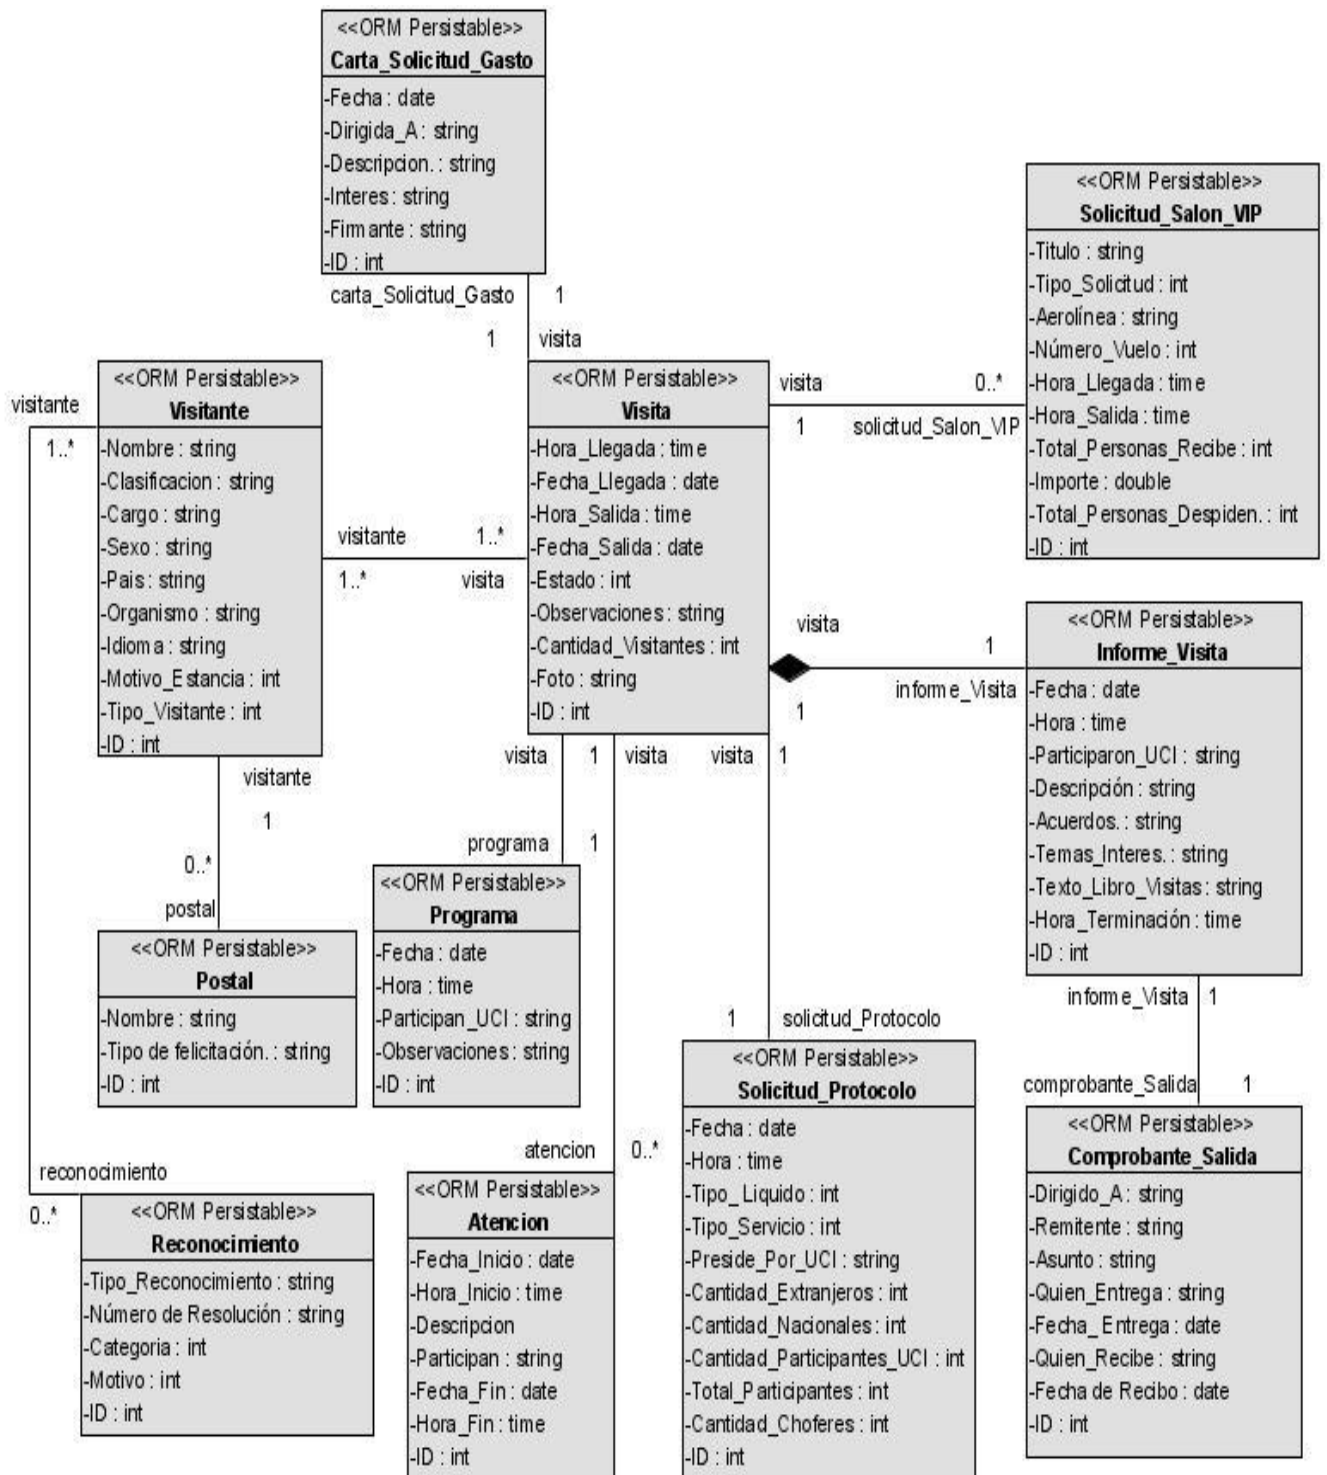 <<ORM Persistable>>
Carta_Solicitud_Gasto
-Fecha : date
-Dirigida_A : string
-Descripcion. : string
-Interes : string
-Firmante : string
-ID : int
carta_Solicitud_Gasto 1
1 visita
<<ORM Persistable>>
Solicitud_Salon_VIP
-Titulo : string
-Tipo_Solicitud : int
-Aerolínea : string
-Número_Vuelo : int
-Hora_Llegada : time
-Hora_Salida : time
-Total_Personas_Recibe : int
-Importe : double
-Total_Personas_Despiden. : int
-ID : int
visita 0..*
1 solicitud_Salon_VIP
<<ORM Persistable>>
Visitante
-Nombre : string
-Clasificacion : string
-Cargo : string
-Sexo : string
-Pais : string
-Organismo : string
-Idioma : string
-Motivo_Estancia : int
-Tipo_Visitante : int
-ID : int
visitante
1..*
visitante 1..*
1..* visita
<<ORM Persistable>>
Visita
-Hora_Llegada : time
-Fecha_Llegada : date
-Hora_Salida : time
-Fecha_Salida : date
-Estado : int
-Observaciones : string
-Cantidad_Visitantes : int
-Foto : string
-ID : int
visita 1
informe_Visita
1
<<ORM Persistable>>
Informe_Visita
-Fecha : date
-Hora : time
-Participaron_UCI : string
-Descripción : string
-Acuerdos. : string
-Temas_Interes. : string
-Texto_Libro_Visitas : string
-Hora_Terminación : time
-ID : int
visita 1 visita visita 1
visitante
1
0..*
postal
programa 1
<<ORM Persistable>>
Postal
-Nombre : string
-Tipo de felicitación. : string
-ID : int
<<ORM Persistable>>
Programa
-Fecha : date
-Hora : time
-Participan_UCI : string
-Observaciones : string
-ID : int
1 solicitud_Protocolo
<<ORM Persistable>>
Solicitud_Protocolo
-Fecha : date
-Hora : time
-Tipo_Liquido : int
-Tipo_Servicio : int
-Preside_Por_UCI : string
-Cantidad_Extranjeros : int
-Cantidad_Nacionales : int
-Cantidad_Participantes_UCI : int
-Total_Participantes : int
-Cantidad_Choferes : int
-ID : int
informe_Visita 1
comprobante_Salida 1
<<ORM Persistable>>
Comprobante_Salida
-Dirigido_A : string
-Remitente : string
-Asunto : string
-Quien_Entrega : string
-Fecha_ Entrega : date
-Quien_Recibe : string
-Fecha de Recibo : date
-ID : int
reconocimiento
0..*
<<ORM Persistable>>
Reconocimiento
-Tipo_Reconocimiento : string
-Número de Resolución : string
-Categoria : int
-Motivo : int
-ID : int
atencion 0..*
<<ORM Persistable>>
Atencion
-Fecha_Inicio : date
-Hora_Inicio : time
-Descripcion
-Participan : string
-Fecha_Fin : date
-Hora_Fin : time
-ID : int